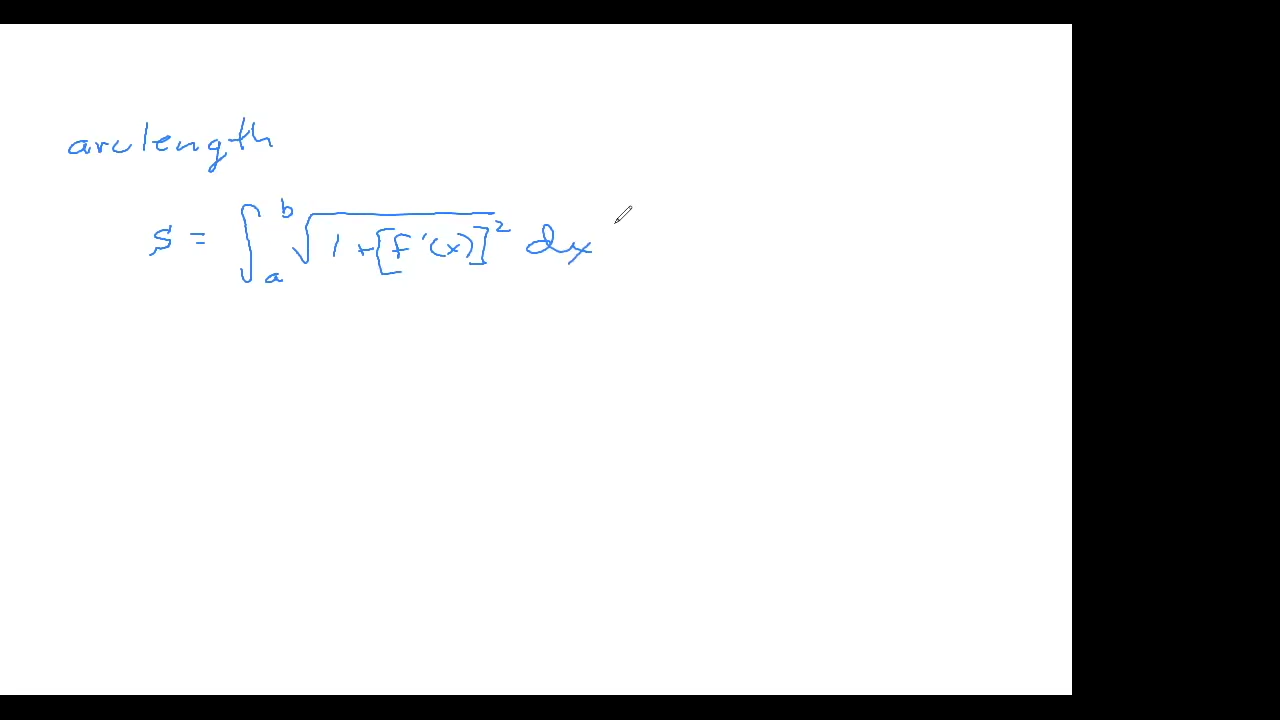 arclength
s = ∫_a^b √(1+[f'(x)]²) dx